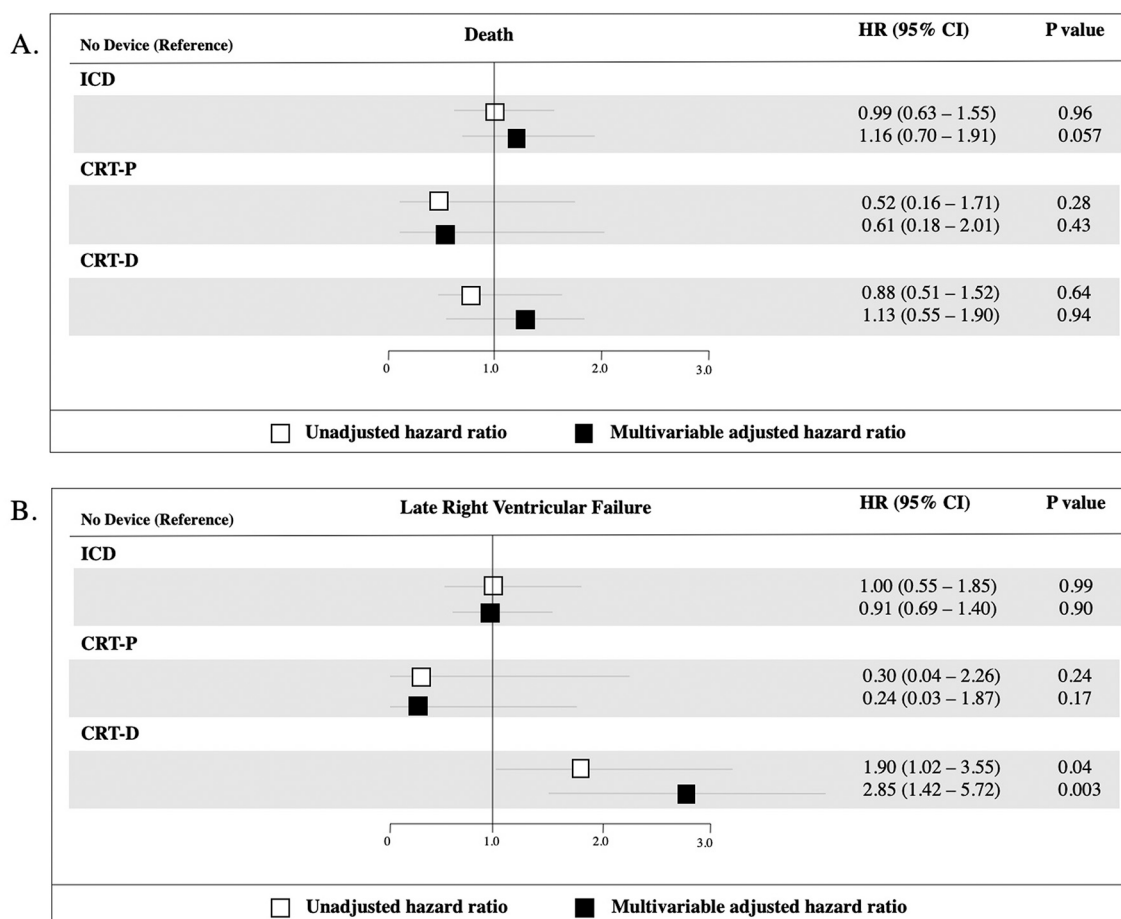 A.
No Device (Reference) Death HR (95% CI) P value
ICD
0.99 (0.63 – 1.55) 0.96
1.16 (0.70 – 1.91) 0.057
CRT-P
0.52 (0.16 – 1.71) 0.28
0.61 (0.18 – 2.01) 0.43
CRT-D
0.88 (0.51 – 1.52) 0.64
1.13 (0.55 – 1.90) 0.94
0 1.0 2.0 3.0
Unadjusted hazard ratio Multivariable adjusted hazard ratio
B.
No Device (Reference) Late Right Ventricular Failure HR (95% CI) P value
ICD
1.00 (0.55 – 1.85) 0.99
0.91 (0.69 – 1.40) 0.90
CRT-P
0.30 (0.04 – 2.26) 0.24
0.24 (0.03 – 1.87) 0.17
CRT-D
1.90 (1.02 – 3.55) 0.04
2.85 (1.42 – 5.72) 0.003
0 1.0 2.0 3.0
Unadjusted hazard ratio Multivariable adjusted hazard ratio